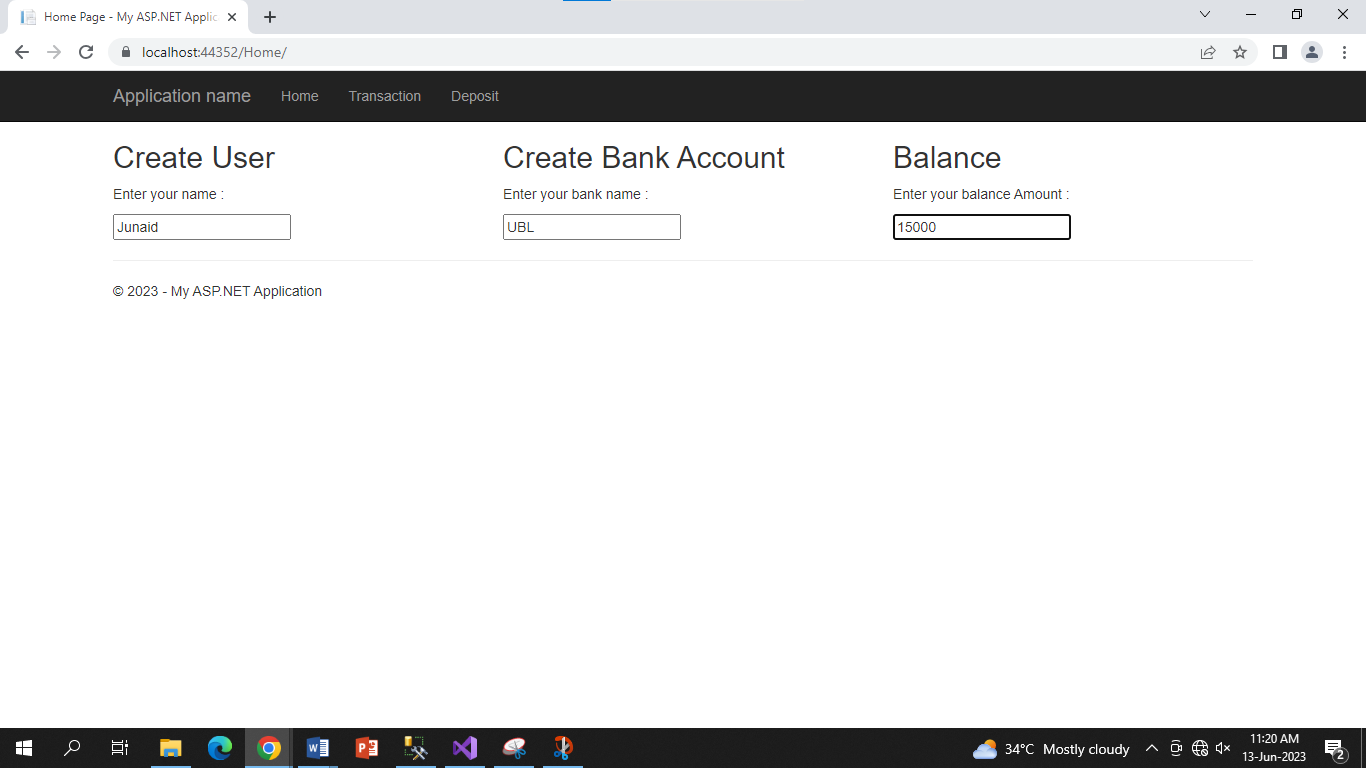 Home Page - My ASP.NET Applic
localhost:44352/Home/
Application name Home Transaction Deposit
Create User
Enter your name :
Junaid
Create Bank Account
Enter your bank name :
UBL
Balance
Enter your balance Amount :
15000
© 2023 - My ASP.NET Application
34°C Mostly cloudy
11:20 AM
13-Jun-2023
2